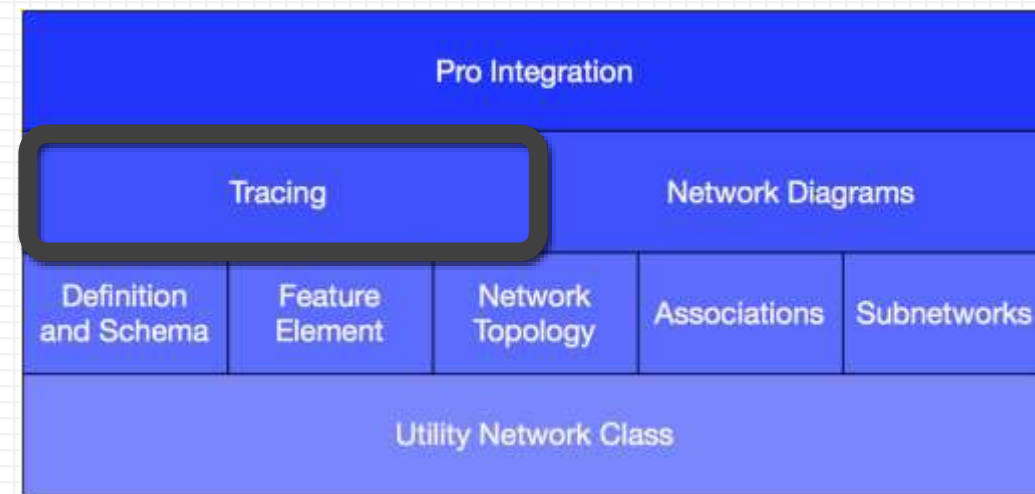 Pro Integration
Tracing
Network Diagrams
Definition
and Schema
Feature
Element
Network
Topology
Associations
Subnetworks
Utility Network Class